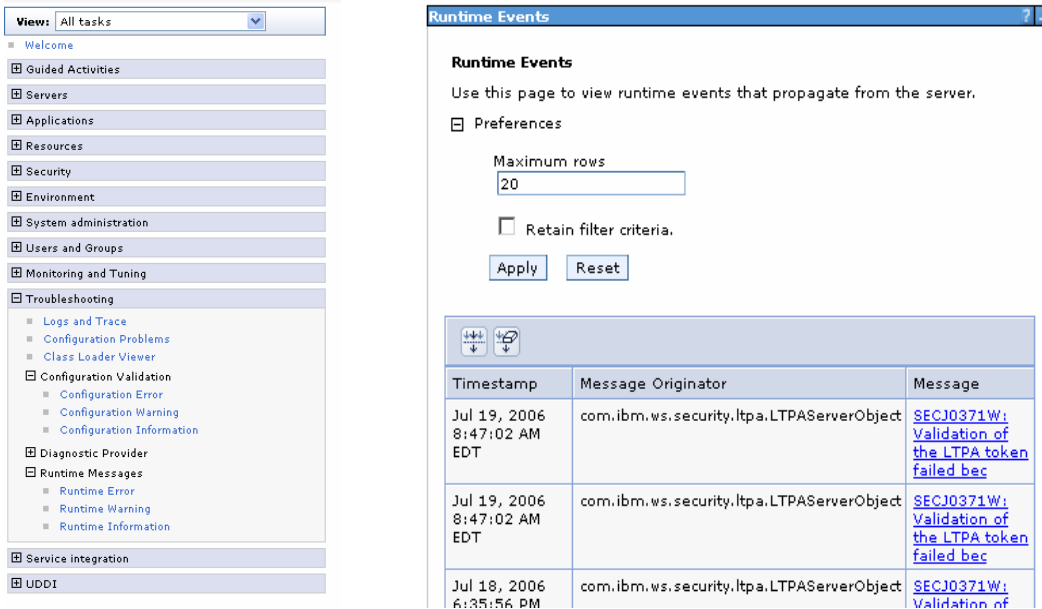 View: All tasks
Welcome
Guided Activities
Servers
Applications
Resources
Security
Environment
System administration
Users and Groups
Monitoring and Tuning
Troubleshooting
Logs and Trace
Configuration Problems
Class Loader Viewer
Configuration Validation
Configuration Error
Configuration Warning
Configuration Information
Diagnostic Provider
Runtime Messages
Runtime Error
Runtime Warning
Runtime Information
Service integration
UDDI
Runtime Events ?
Runtime Events
Use this page to view runtime events that propagate from the server.
Preferences
Maximum rows
20
Retain filter criteria.
Apply Reset
Timestamp Message Originator Message
Jul 19, 2006 com.ibm.ws.security.ltpa.LTPAServerObject SECJ0371W:
8:47:02 AM Validation of
EDT the LTPA token
failed bec
Jul 19, 2006 com.ibm.ws.security.ltpa.LTPAServerObject SECJ0371W:
8:47:02 AM Validation of
EDT the LTPA token
failed bec
Jul 18, 2006 com.ibm.ws.security.ltpa.LTPAServerObject SECJ0371W:
6:35:56 PM Validation of